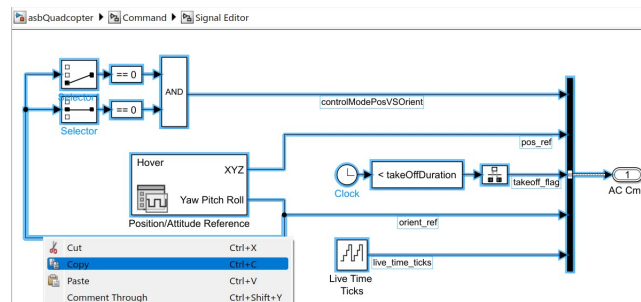 asbQuadcopter ▶ Command ▶ Signal Editor
== 0
Selector
== 0
Selector
AND
controlModePosVSOrient
Hover
XYZ
Yaw Pitch Roll
Position/Attitude Reference
pos_ref
Clock
< takeOffDuration
takeoff_flag
1
AC Cm
orient_ref
live_time_ticks
Live Time
Ticks
Cut Ctrl+X
Copy Ctrl+C
Paste Ctrl+V
Comment Through Ctrl+Shift+Y